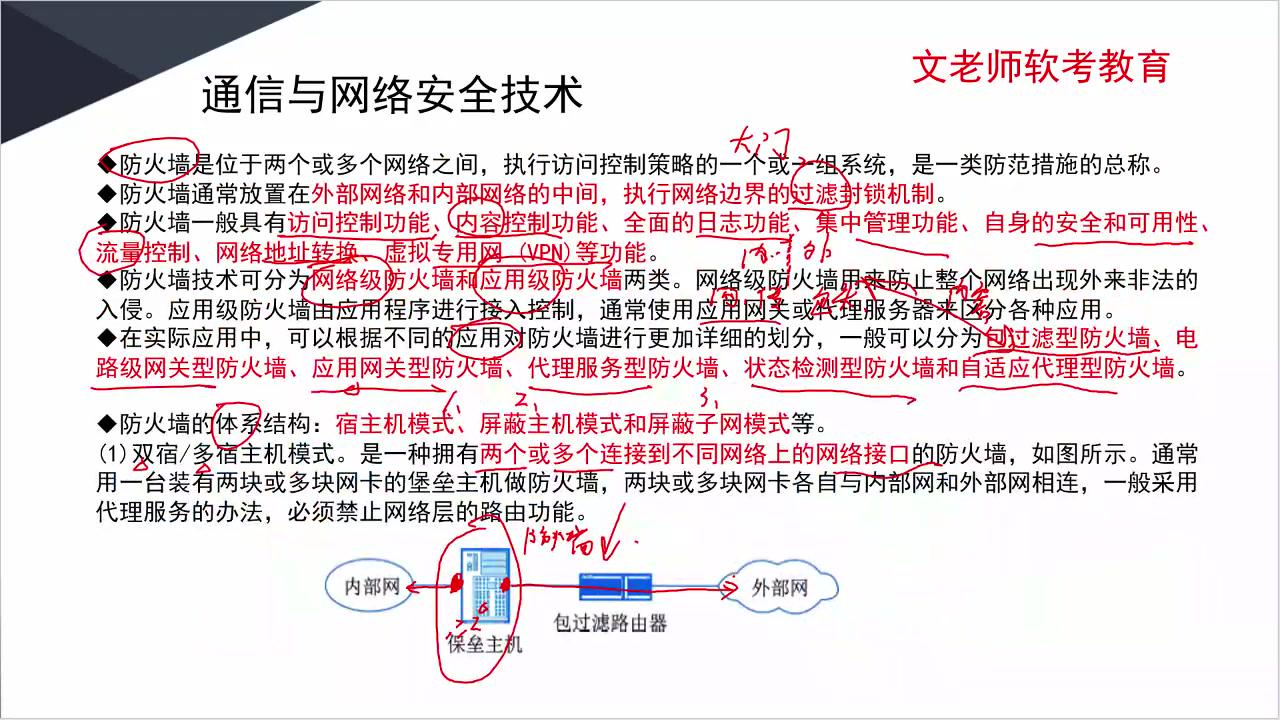 文老师软考教育
通信与网络安全技术
大门
◆防火墙是位于两个或多个网络之间，执行访问控制策略的一个或一组系统，是一类防范措施的总称。
◆防火墙通常放置在外部网络和内部网络的中间，执行网络边界的过滤封锁机制。
◆防火墙一般具有访问控制功能、内容控制功能、全面的日志功能、集中管理功能、自身的安全和可用性、
流量控制、网络地址转换、虚拟专用网(VPN)等功能。
◆防火墙技术可分为网络级防火墙和应用级防火墙两类。网络级防火墙用来防止整个网络出现外来非法的
入侵。应用级防火墙由应用程序进行接入控制，通常使用应用网关或代理服务器来区分各种应用。
◆在实际应用中，可以根据不同的应用对防火墙进行更加详细的划分，一般可以分为包过滤型防火墙、电
路级网关型防火墙、应用网关型防火墙、代理服务型防火墙、状态检测型防火墙和自适应代理型防火墙。
1、 2、 3、
◆防火墙的体系结构：宿主机模式、屏蔽主机模式和屏蔽子网模式等。
(1)双宿/多宿主机模式。是一种拥有两个或多个连接到不同网络上的网络接口的防火墙，如图所示。通常
用一台装有两块或多块网卡的堡垒主机做防火墙，两块或多块网卡各自与内部网和外部网相连，一般采用
代理服务的办法，必须禁止网络层的路由功能。
防火墙
内部网
外部网
≥2
包过滤路由器
保垒主机